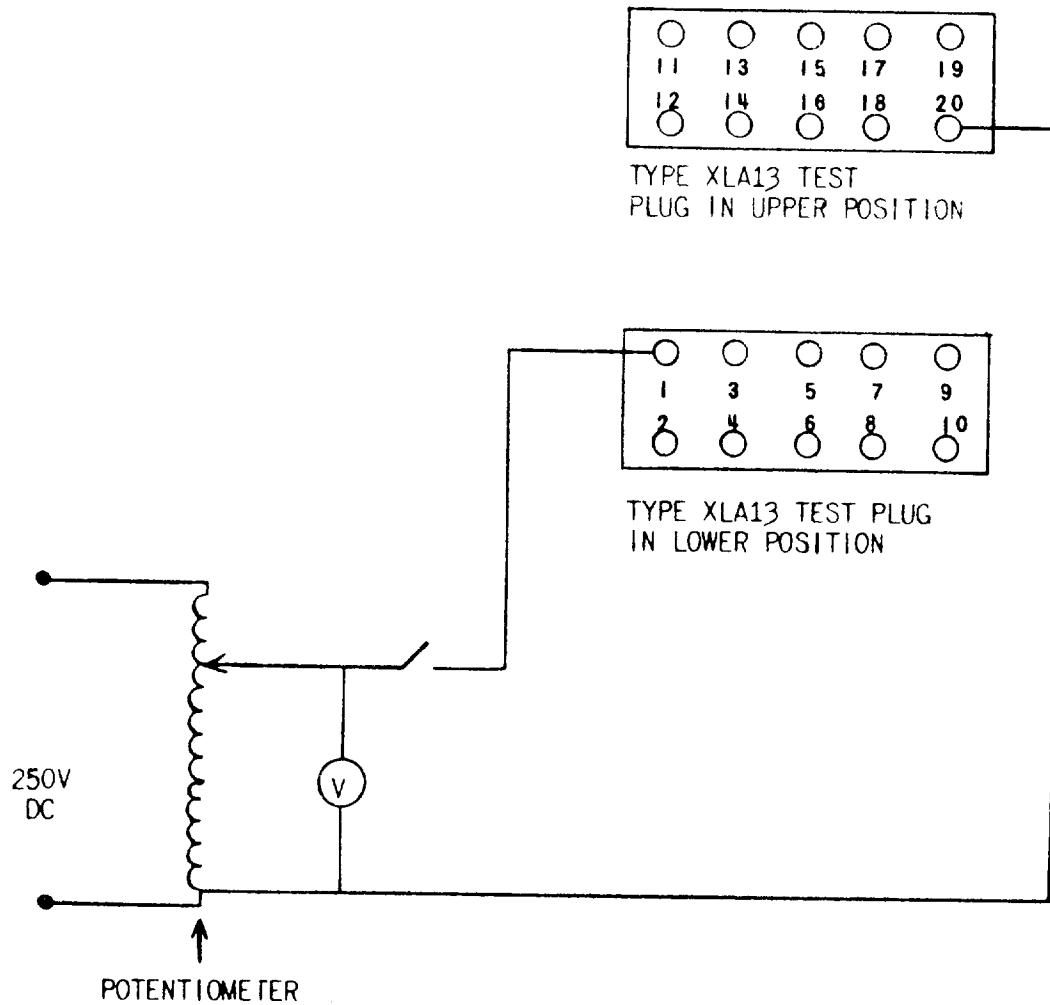 11 13 15 17 19
12 14 16 18 20
TYPE XLA13 TEST
PLUG IN UPPER POSITION
1 3 5 7 9
2 4 6 8 10
TYPE XLA13 TEST PLUG
IN LOWER POSITION
V
250V
DC
POTENTIOMETER